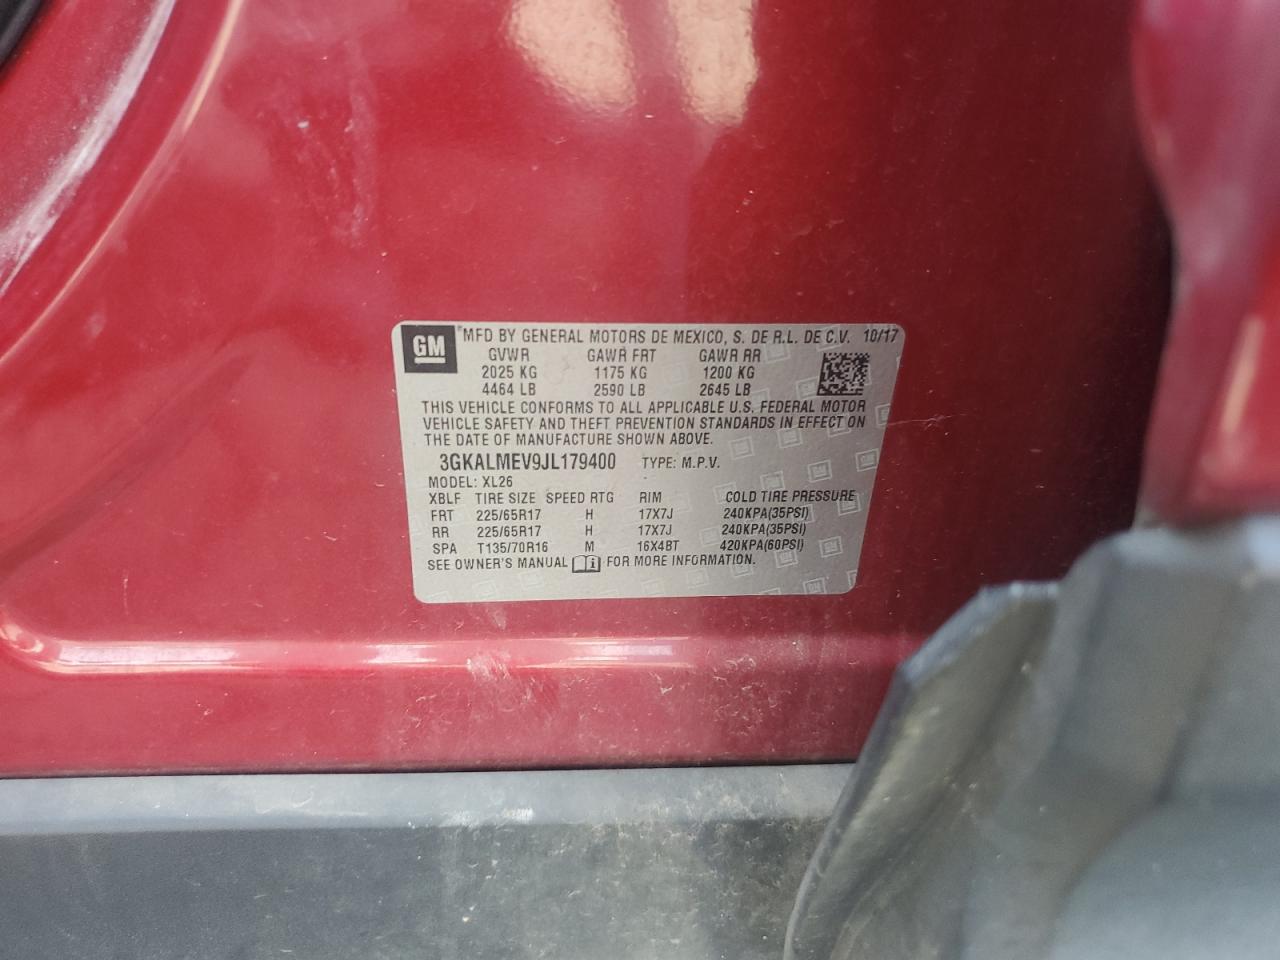 GM MFD BY GENERAL MOTORS DE MEXICO, S. DE R.L. DE C.V. 10/17
GVWR GAWR FRT GAWR RR
2025 KG 1175 KG 1200 KG
4464 LB 2590 LB 2645 LB
THIS VEHICLE CONFORMS TO ALL APPLICABLE U.S. FEDERAL MOTOR
VEHICLE SAFETY AND THEFT PREVENTION STANDARDS IN EFFECT ON
THE DATE OF MANUFACTURE SHOWN ABOVE.
3GKALMEV9JL179400 TYPE: M.P.V.
MODEL: XL26
XBLF TIRE SIZE SPEED RTG RIM COLD TIRE PRESSURE
FRT 225/65R17 H 17X7J 240KPA(35PSI)
RR 225/65R17 H 17X7J 240KPA(35PSI)
SPA T135/70R16 M 16X4BT 420KPA(60PSI)
SEE OWNER'S MANUAL FOR MORE INFORMATION.